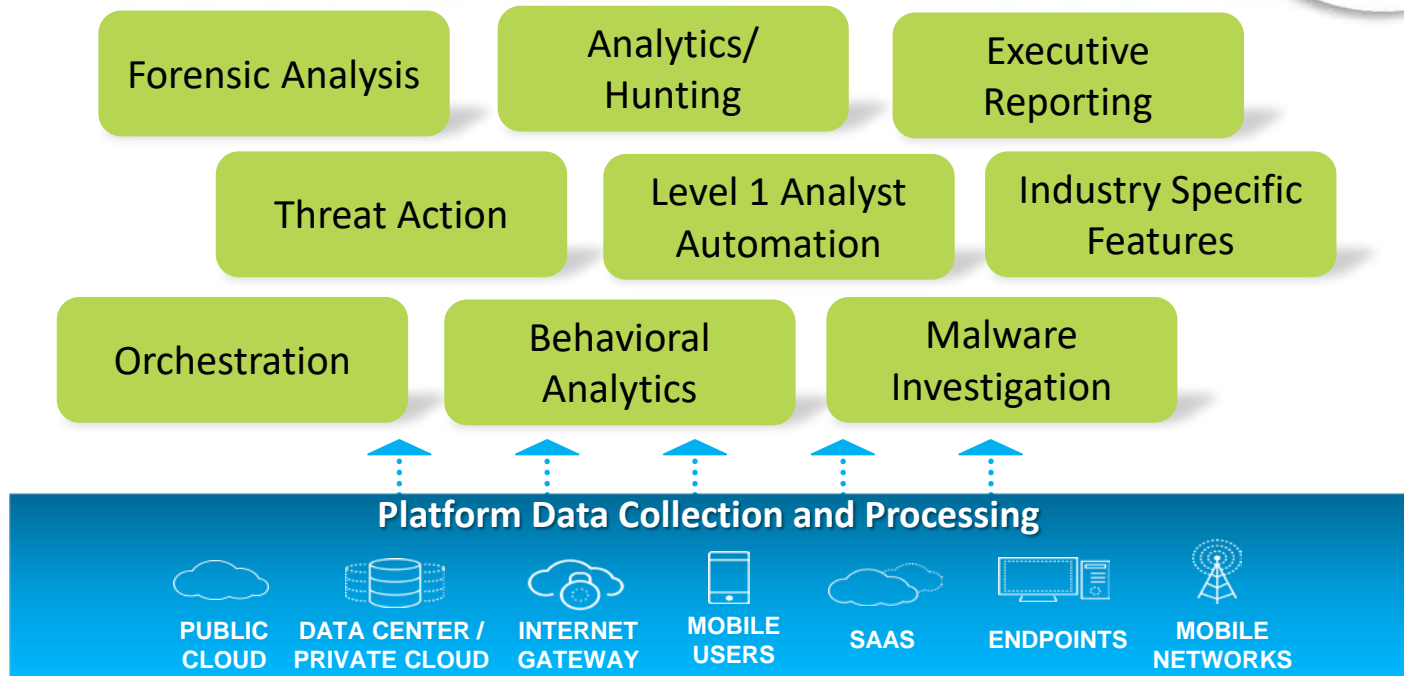 Forensic Analysis
Analytics/
Hunting
Executive
Reporting
Threat Action
Level 1 Analyst
Automation
Industry Specific
Features
Orchestration
Behavioral
Analytics
Malware
Investigation
Platform Data Collection and Processing
PUBLIC
CLOUD
DATA CENTER /
PRIVATE CLOUD
INTERNET
GATEWAY
MOBILE
USERS
SAAS
ENDPOINTS
MOBILE
NETWORKS